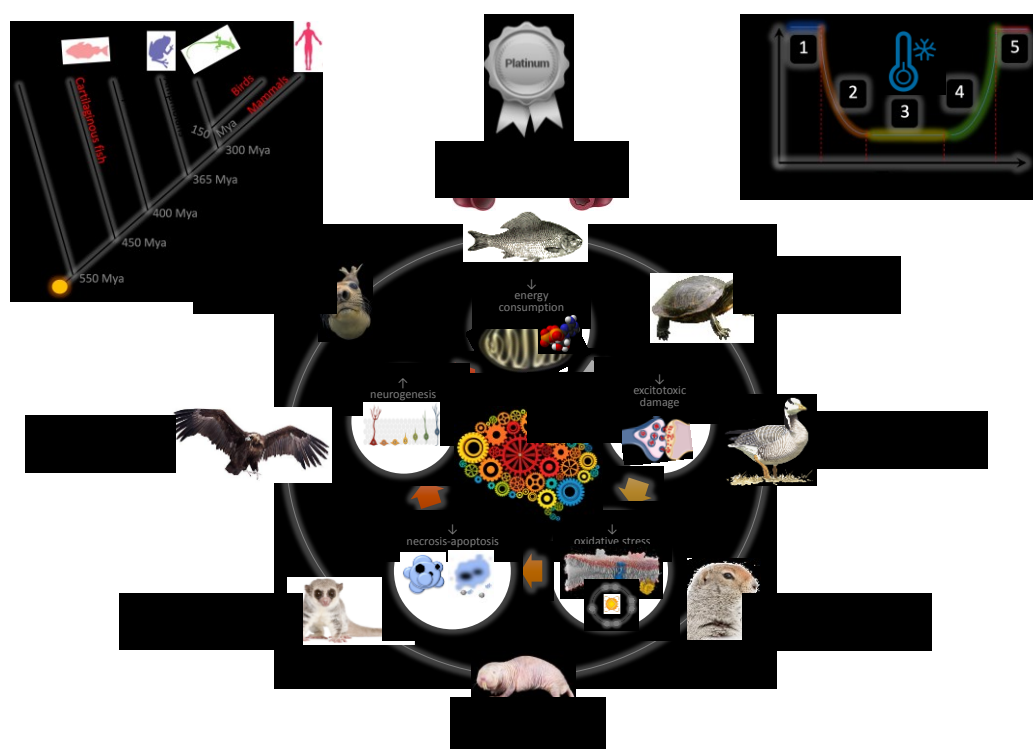 Cartilaginous fish
Birds
Mammals
150 Mya
300 Mya
365 Mya
400 Mya
450 Mya
550 Mya
Platinum
1
2
3
4
5
↓
energy
consumption
↓
excitotoxic
damage
↓
oxidative stress
↓
necrosis-apoptosis
↑
neurogenesis